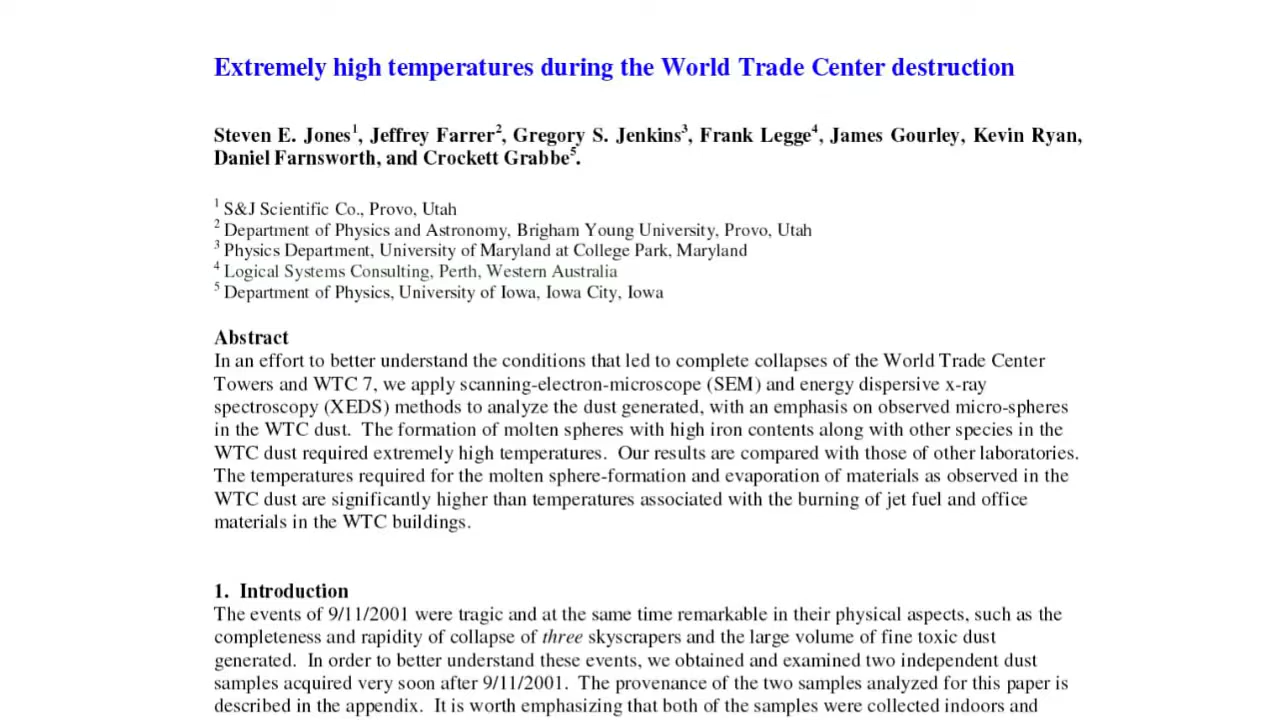 Extremely high temperatures during the World Trade Center destruction
Steven E. Jones1, Jeffrey Farrer2, Gregory S. Jenkins3, Frank Legge4, James Gourley, Kevin Ryan,
Daniel Farnsworth, and Crockett Grabbe5.
1 S&J Scientific Co., Provo, Utah
2 Department of Physics and Astronomy, Brigham Young University, Provo, Utah
3 Physics Department, University of Maryland at College Park, Maryland
4 Logical Systems Consulting, Perth, Western Australia
5 Department of Physics, University of Iowa, Iowa City, Iowa
Abstract
In an effort to better understand the conditions that led to complete collapses of the World Trade Center
Towers and WTC 7, we apply scanning-electron-microscope (SEM) and energy dispersive x-ray
spectroscopy (XEDS) methods to analyze the dust generated, with an emphasis on observed micro-spheres
in the WTC dust. The formation of molten spheres with high iron contents along with other species in the
WTC dust required extremely high temperatures. Our results are compared with those of other laboratories.
The temperatures required for the molten sphere-formation and evaporation of materials as observed in the
WTC dust are significantly higher than temperatures associated with the burning of jet fuel and office
materials in the WTC buildings.
1. Introduction
The events of 9/11/2001 were tragic and at the same time remarkable in their physical aspects, such as the
completeness and rapidity of collapse of three skyscrapers and the large volume of fine toxic dust
generated. In order to better understand these events, we obtained and examined two independent dust
samples acquired very soon after 9/11/2001. The provenance of the two samples analyzed for this paper is
described in the appendix. It is worth emphasizing that both of the samples were collected indoors and